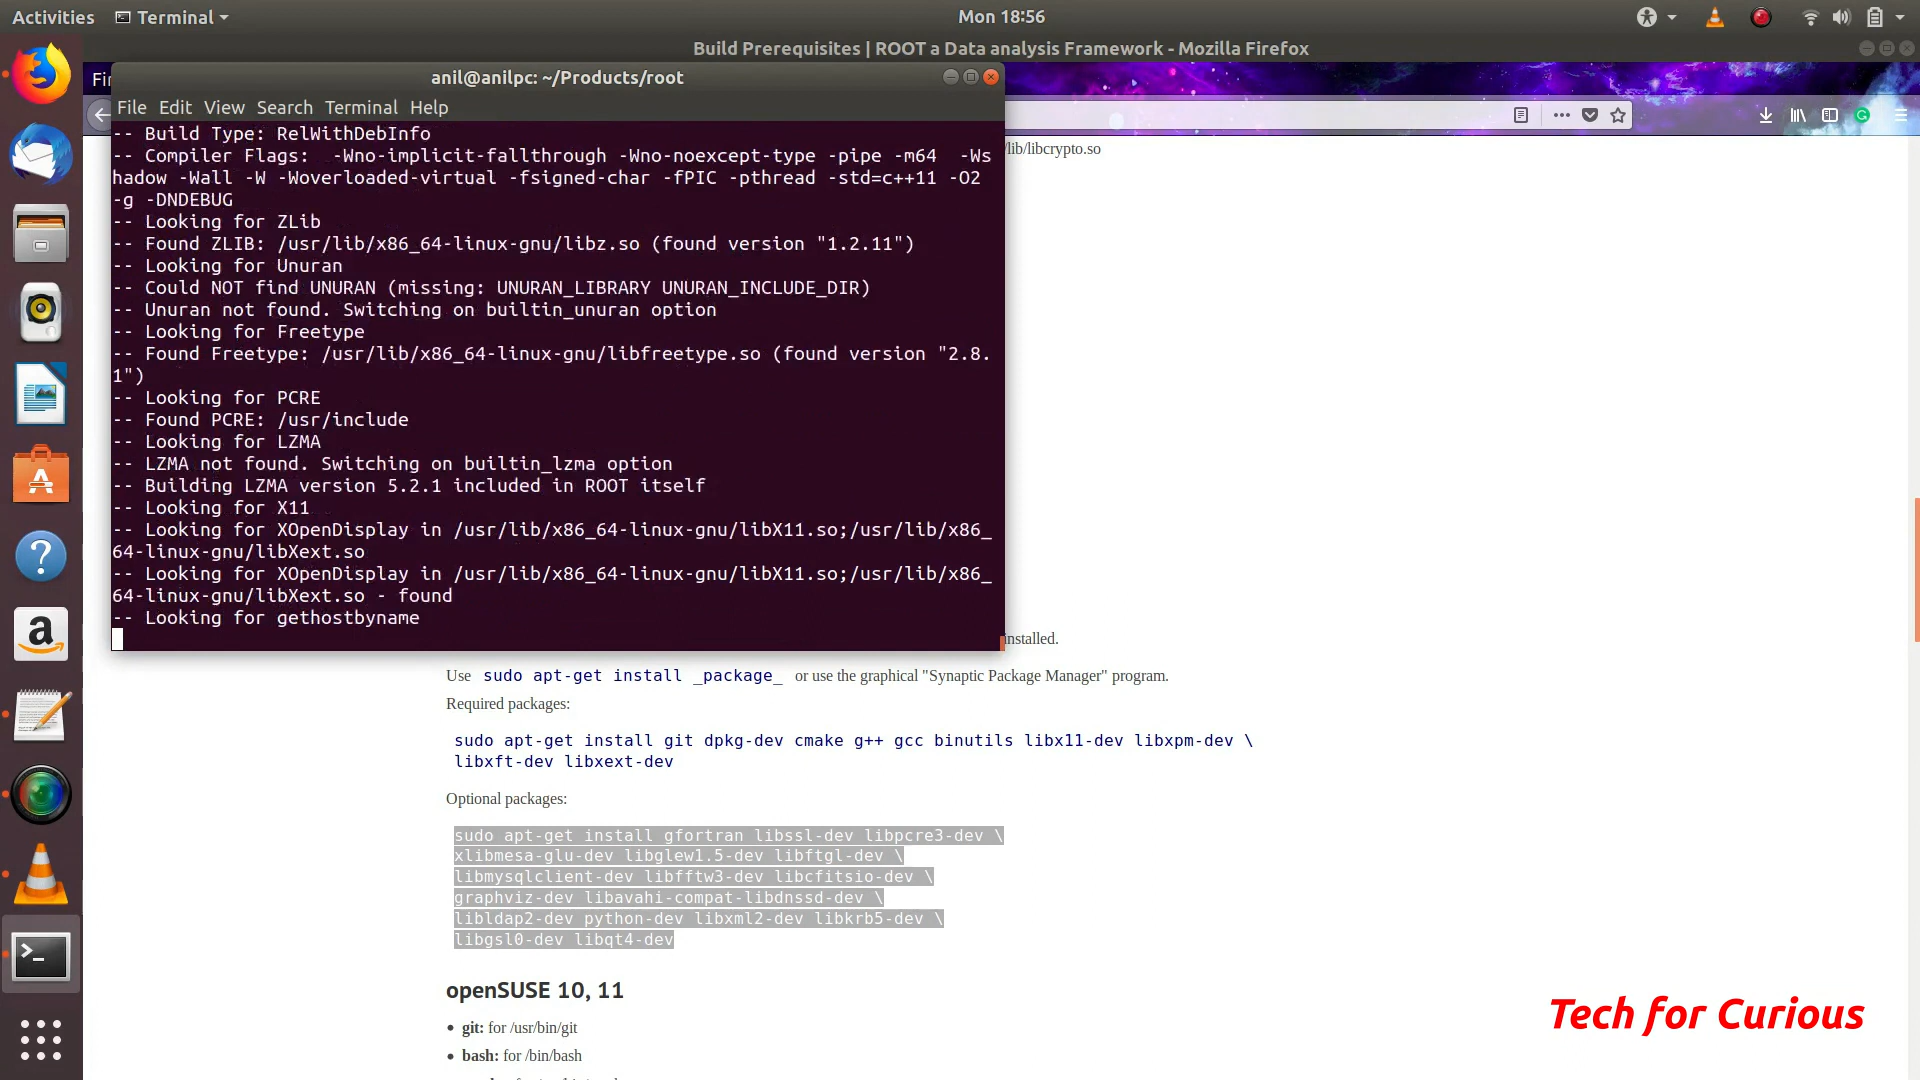 Activities
Terminal
Mon 18:56
Build Prerequisites | ROOT a Data analysis Framework - Mozilla Firefox
anil@anilpc: ~/Products/root
File Edit View Search Terminal Help
-- Build Type: RelWithDebInfo
-- Compiler Flags:  -Wno-implicit-fallthrough -Wno-noexcept-type -pipe -m64  -Ws
hadow -Wall -W -Woverloaded-virtual -fsigned-char -fPIC -pthread -std=c++11 -O2
-g -DNDEBUG
-- Looking for ZLib
-- Found ZLIB: /usr/lib/x86_64-linux-gnu/libz.so (found version "1.2.11")
-- Looking for Unuran
-- Could NOT find UNURAN (missing: UNURAN_LIBRARY UNURAN_INCLUDE_DIR)
-- Unuran not found. Switching on builtin_unuran option
-- Looking for Freetype
-- Found Freetype: /usr/lib/x86_64-linux-gnu/libfreetype.so (found version "2.8.
1")
-- Looking for PCRE
-- Found PCRE: /usr/include
-- Looking for LZMA
-- LZMA not found. Switching on builtin_lzma option
-- Building LZMA version 5.2.1 included in ROOT itself
-- Looking for X11
-- Looking for XOpenDisplay in /usr/lib/x86_64-linux-gnu/libX11.so;/usr/lib/x86_
64-linux-gnu/libXext.so
-- Looking for XOpenDisplay in /usr/lib/x86_64-linux-gnu/libX11.so;/usr/lib/x86_
64-linux-gnu/libXext.so - found
-- Looking for gethostbyname
/lib/libcrypto.so
installed.
Use sudo apt-get install _package_ or use the graphical "Synaptic Package Manager" program.
Required packages:
sudo apt-get install git dpkg-dev cmake g++ gcc binutils libx11-dev libxpm-dev \
libxft-dev libxext-dev
Optional packages:
sudo apt-get install gfortran libssl-dev libpcre3-dev \
xlibmesa-glu-dev libglew1.5-dev libftgl-dev \
libmysqlclient-dev libfftw3-dev libcfitsio-dev \
graphviz-dev libavahi-compat-libdnssd-dev \
libldap2-dev python-dev libxml2-dev libkrb5-dev \
libgsl0-dev libqt4-dev
openSUSE 10, 11
• git: for /usr/bin/git
• bash: for /bin/bash
Tech for Curious